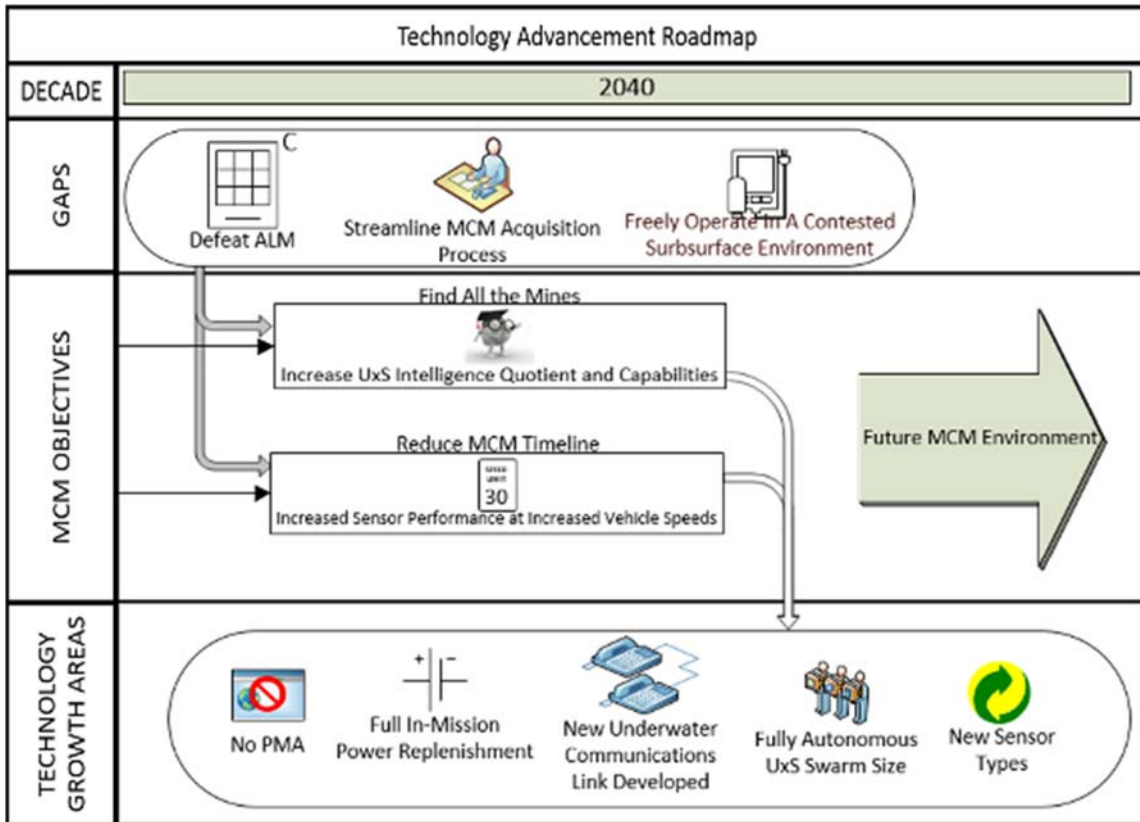 Technology Advancement Roadmap
DECADE
2040
GAPS
C
Defeat ALM
Streamline MCM Acquisition
Process
Freely Operate In A Contested
Surbsurface Environment
MCM OBJECTIVES
Find All the Mines
Increase UxS Intelligence Quotient and Capabilities
Reduce MCM Timeline
SPEED
LIMIT
30
Increased Sensor Performance at Increased Vehicle Speeds
Future MCM Environment
TECHNOLOGY
GROWTH AREAS
No PMA
+ −
Full In-Mission
Power Replenishment
New Underwater
Communications
Link Developed
Fully Autonomous
UxS Swarm Size
New Sensor
Types